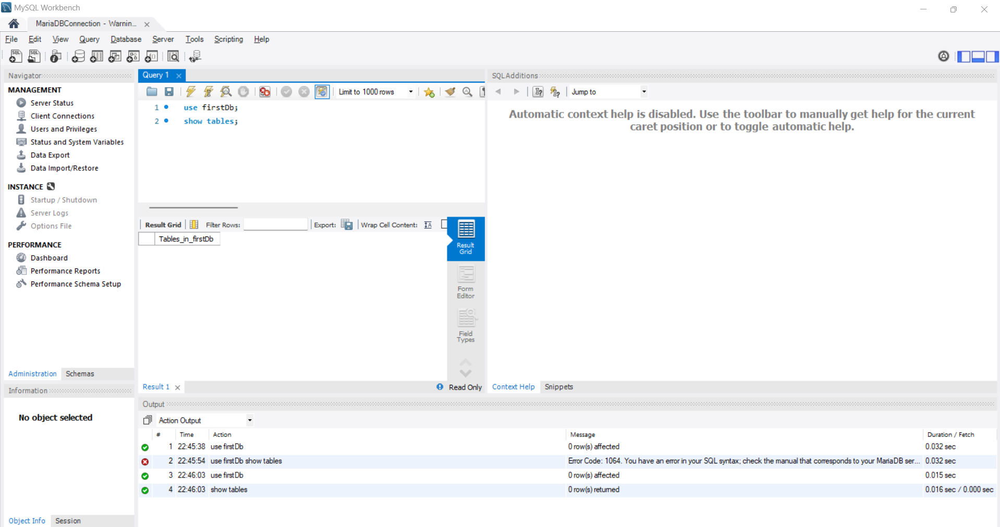 MySQL Workbench
MariaDBConnection - Warnin...
File Edit View Query Database Server Tools Scripting Help
Navigator
MANAGEMENT
Server Status
Client Connections
Users and Privileges
Status and System Variables
Data Export
Data Import/Restore
INSTANCE
Startup / Shutdown
Server Logs
Options File
PERFORMANCE
Dashboard
Performance Reports
Performance Schema Setup
Administration Schemas
Information
No object selected
Object Info Session
Query 1
Limit to 1000 rows
1 use firstDb;
2 show tables;
Result Grid Filter Rows: Export: Wrap Cell Content:
Tables_in_firstDb
Result
Grid
Form
Editor
Field
Types
Result 1 Read Only
SQLAdditions
Jump to
Automatic context help is disabled. Use the toolbar to manually get help for the current
caret position or to toggle automatic help.
Context Help Snippets
Output
Action Output
# Time Action Message Duration / Fetch
1 22:45:38 use firstDb 0 row(s) affected 0.032 sec
2 22:45:54 use firstDb show tables Error Code: 1064. You have an error in your SQL syntax; check the manual that corresponds to your MariaDB ser... 0.032 sec
3 22:46:03 use firstDb 0 row(s) affected 0.015 sec
4 22:46:03 show tables 0 row(s) returned 0.016 sec / 0.000 sec